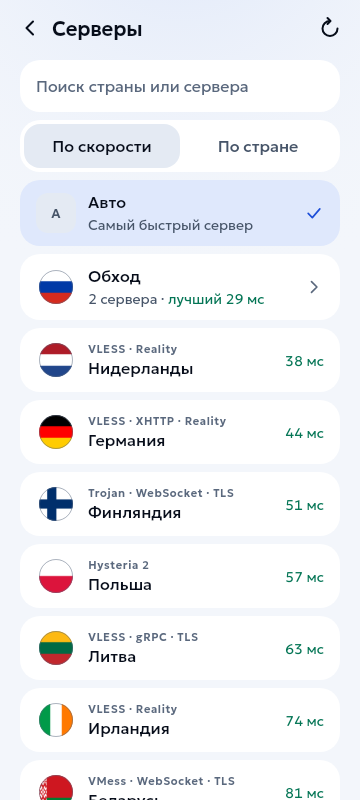 Серверы
Поиск страны или сервера
По скорости
По стране
А
Авто
Самый быстрый сервер
Обход
2 сервера · лучший 29 мс
VLESS · Reality
Нидерланды
38 мс
VLESS · XHTTP · Reality
Германия
44 мс
Trojan · WebSocket · TLS
Финляндия
51 мс
Hysteria 2
Польша
57 мс
VLESS · gRPC · TLS
Литва
63 мс
VLESS · Reality
Ирландия
74 мс
VMess · WebSocket · TLS
Беларусь
81 мс